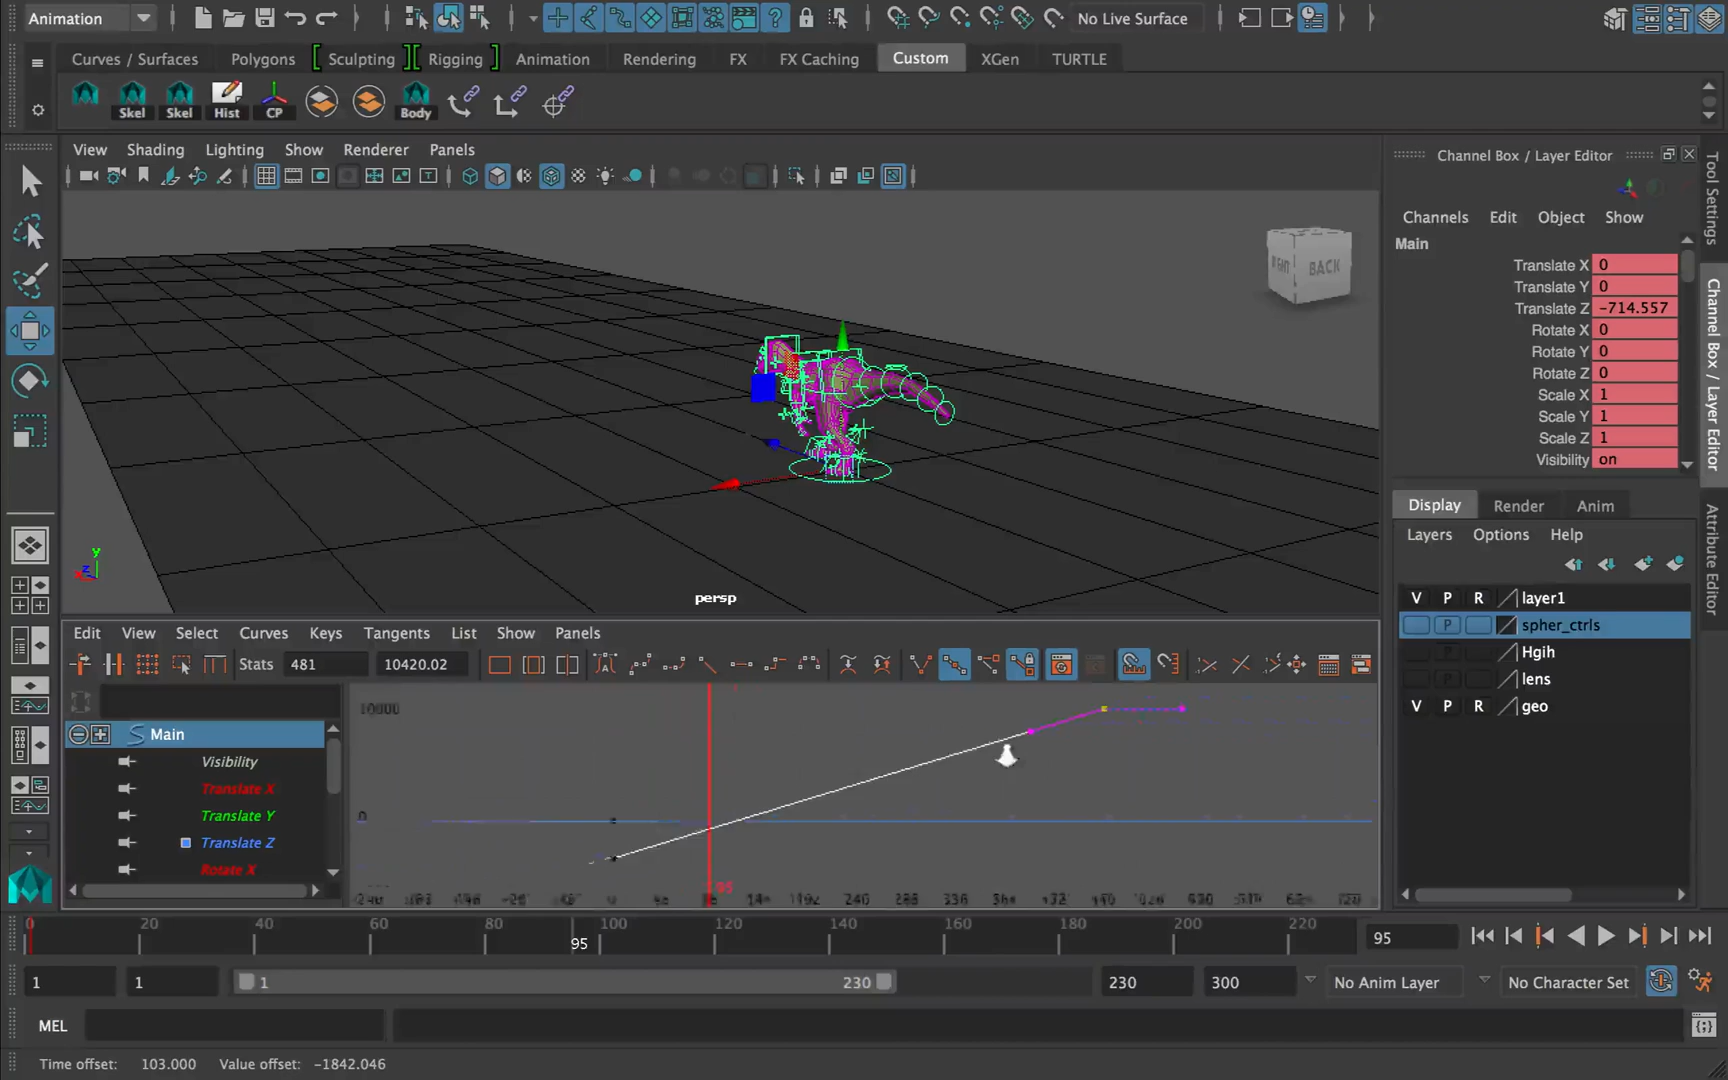 Animation
No Live Surface
Curves / Surfaces Polygons Sculpting Rigging Animation Rendering FX FX Caching Custom XGen TURTLE
Skel Skel Hist CP Body
View Shading Lighting Show Renderer Panels
Channel Box / Layer Editor
Channels Edit Object Show
Main
Translate X 0
Translate Y 0
Translate Z -714.557
Rotate X 0
Rotate Y 0
Rotate Z 0
Scale X 1
Scale Y 1
Scale Z 1
Visibility on
BACK
persp
y
z
Tool Settings
Channel Box / Layer Editor
Attribute Editor
Display Render Anim
Layers Options Help
V P R layer1
P spher_ctrls
P Hgih
lens
V P R geo
Edit View Select Curves Keys Tangents List Show Panels
Stats 481 10420.02
Main
Visibility
Translate X
Translate Y
Translate Z
Rotate X
10000
0
0 20 40 60 80 100 120 140 160 180 200 220
95
95
1 1 1 230 230 300 No Anim Layer No Character Set
MEL
Time offset: 103.000 Value offset: -1842.046